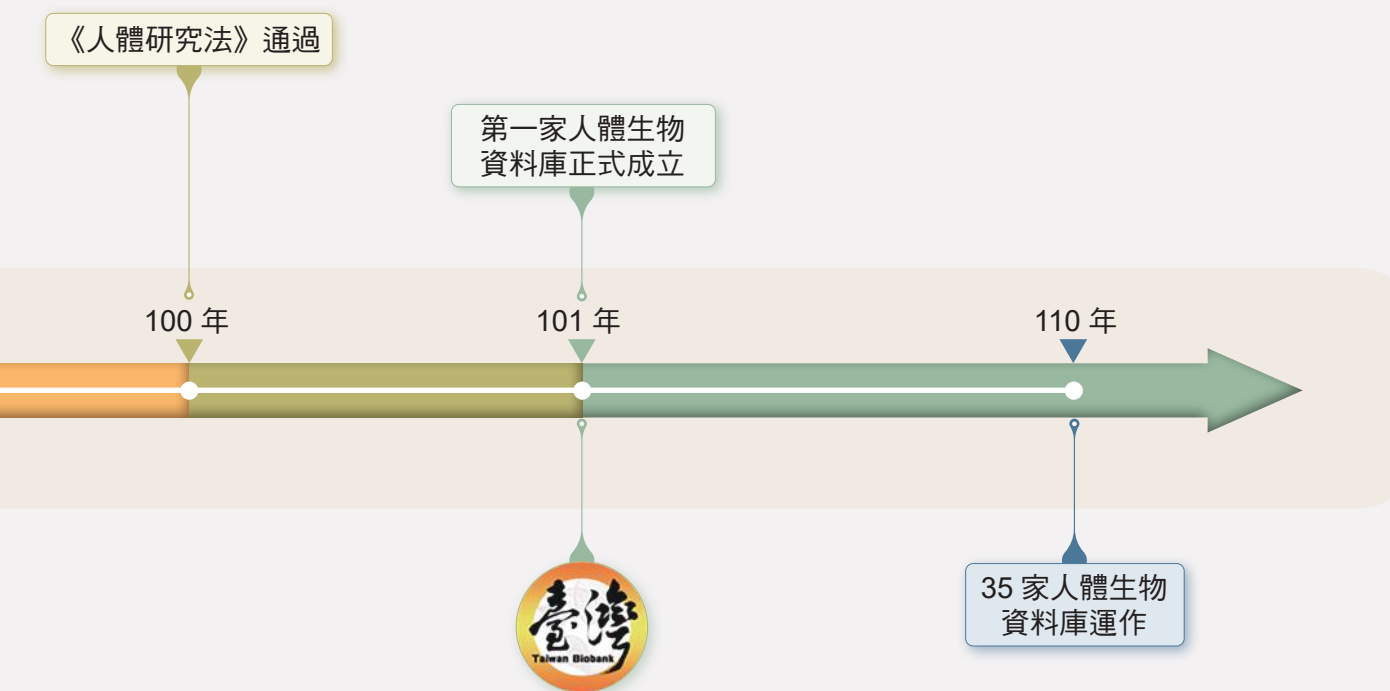 《人體研究法》通過
第一家人體生物
資料庫正式成立
100 年
101 年
110 年
臺灣
Taiwan Biobank
35 家人體生物
資料庫運作